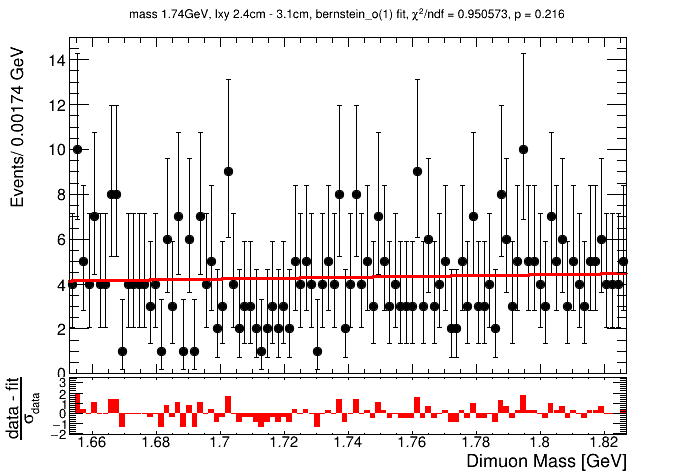 mass 1.74GeV, lxy 2.4cm - 3.1cm, bernstein_o(1) fit, χ²/ndf = 0.950573, p = 0.216
Events/ 0.00174 GeV
14
12
10
8
6
4
2
0
data - fit
σdata
3
2
1
0
−1
−2
1.66 1.68 1.7 1.72 1.74 1.76 1.78 1.8 1.82
Dimuon Mass [GeV]